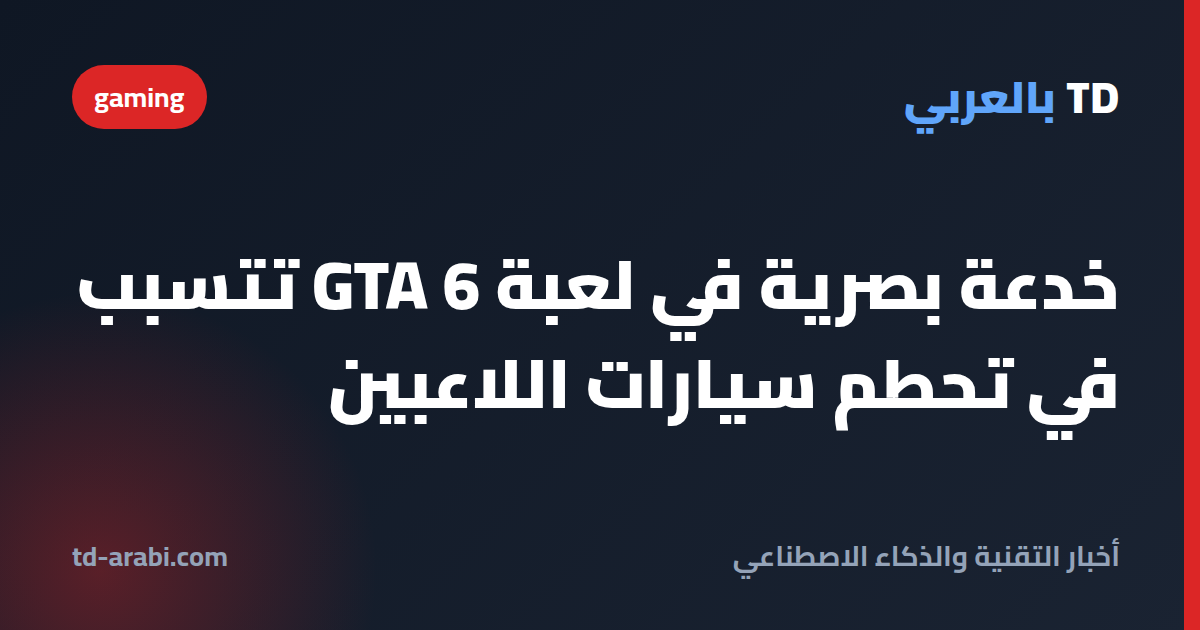 TD بالعربي
gaming
خدعة بصرية في لعبة GTA 6 تتسبب
في تحطم سيارات اللاعبين
أخبار التقنية والذكاء الاصطناعي
td-arabi.com